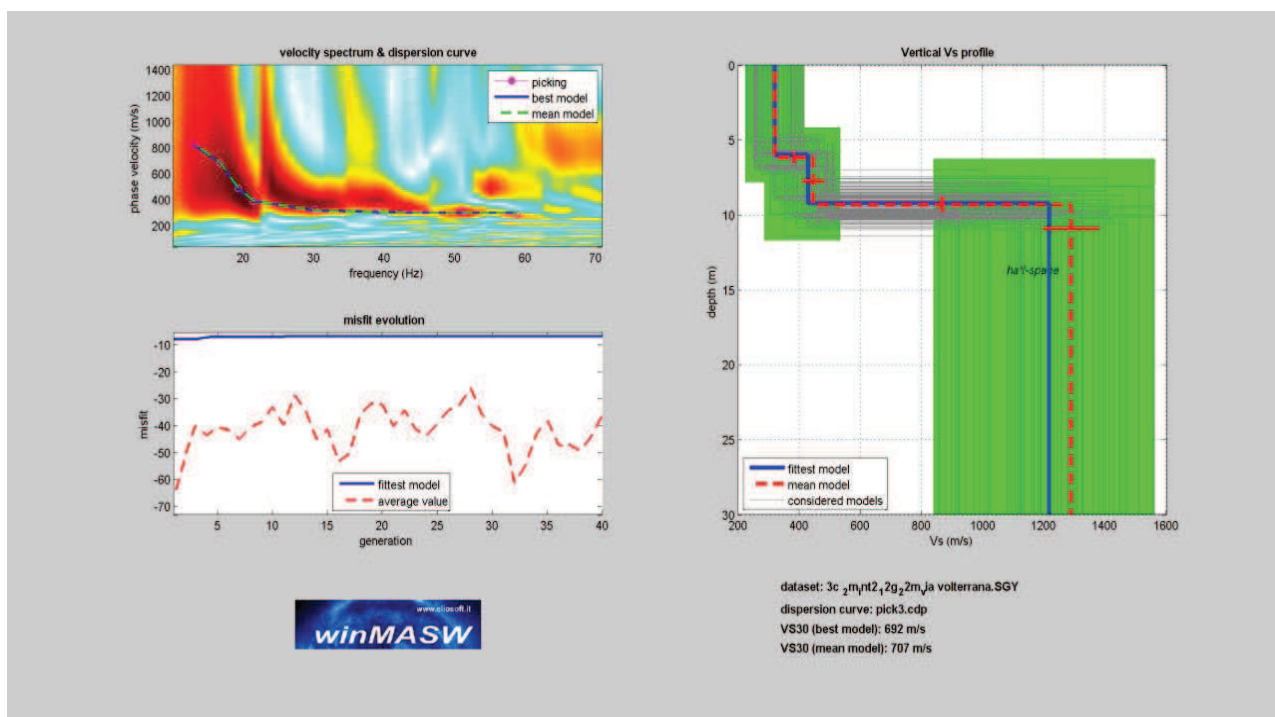 velocity spectrum & dispersion curve
1400
1200
1000
800
600
400
200
phase velocity (m/s)
picking
best model
mean model
20
30
40
50
60
70
frequency (Hz)
misfit evolution
-10
-20
-30
-40
-50
-60
-70
misfit
fittest model
average value
5
10
15
20
25
30
35
40
generation
www.eliosoft.it
winMASW
Vertical Vs profile
0
5
10
15
20
25
30
depth (m)
half-space
fittest model
mean model
considered models
200
400
600
800
1000
1200
1400
1600
Vs (m/s)
dataset: 3c 2mint212g22mvia volterrana.SGY
dispersion curve: pick3.cdp
VS30 (best model): 692 m/s
VS30 (mean model): 707 m/s